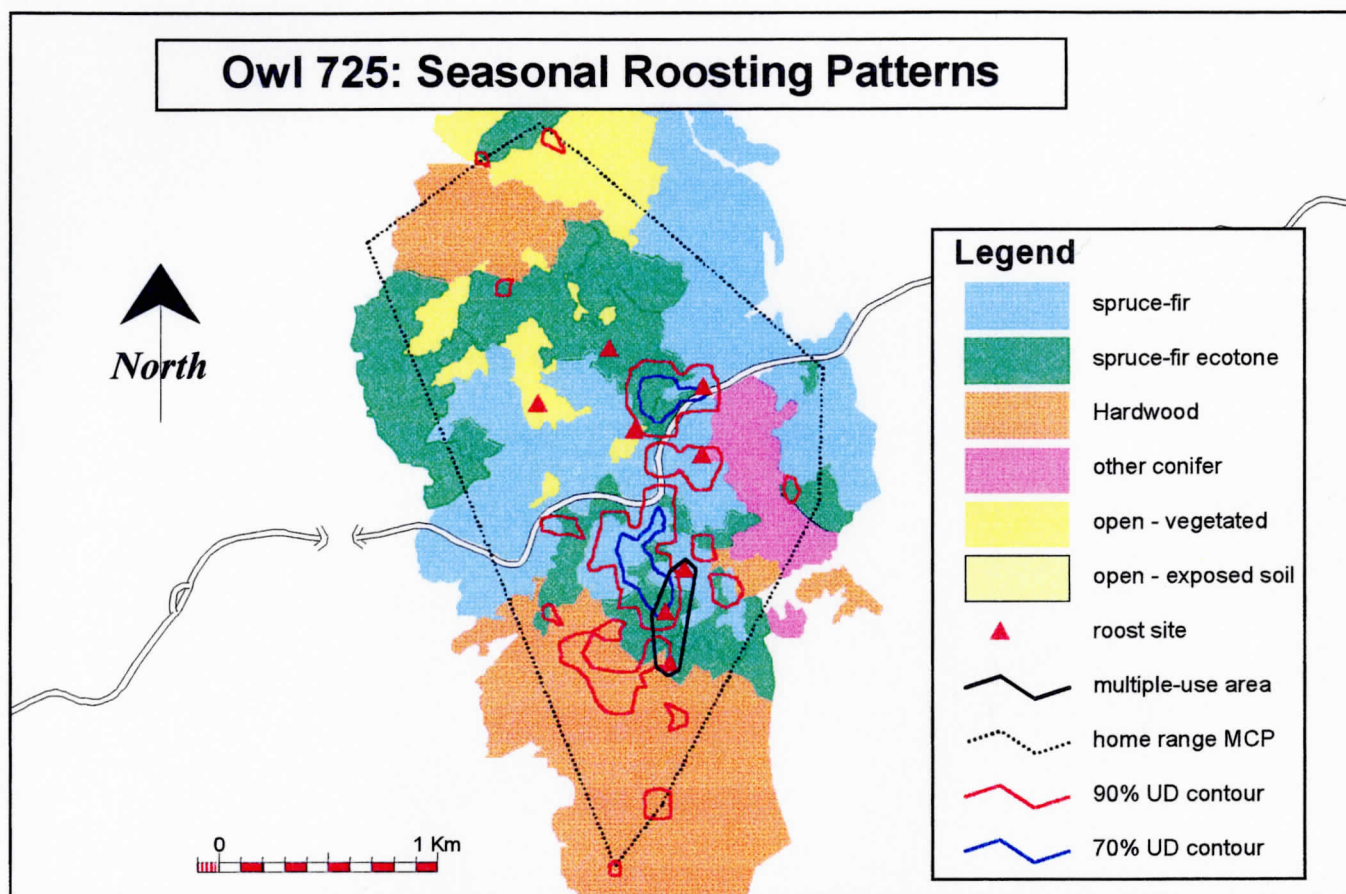 Owl 725: Seasonal Roosting Patterns
North
Legend
spruce-fir
spruce-fir ecotone
Hardwood
other conifer
open - vegetated
open - exposed soil
roost site
multiple-use area
home range MCP
90% UD contour
70% UD contour
0 1 Km